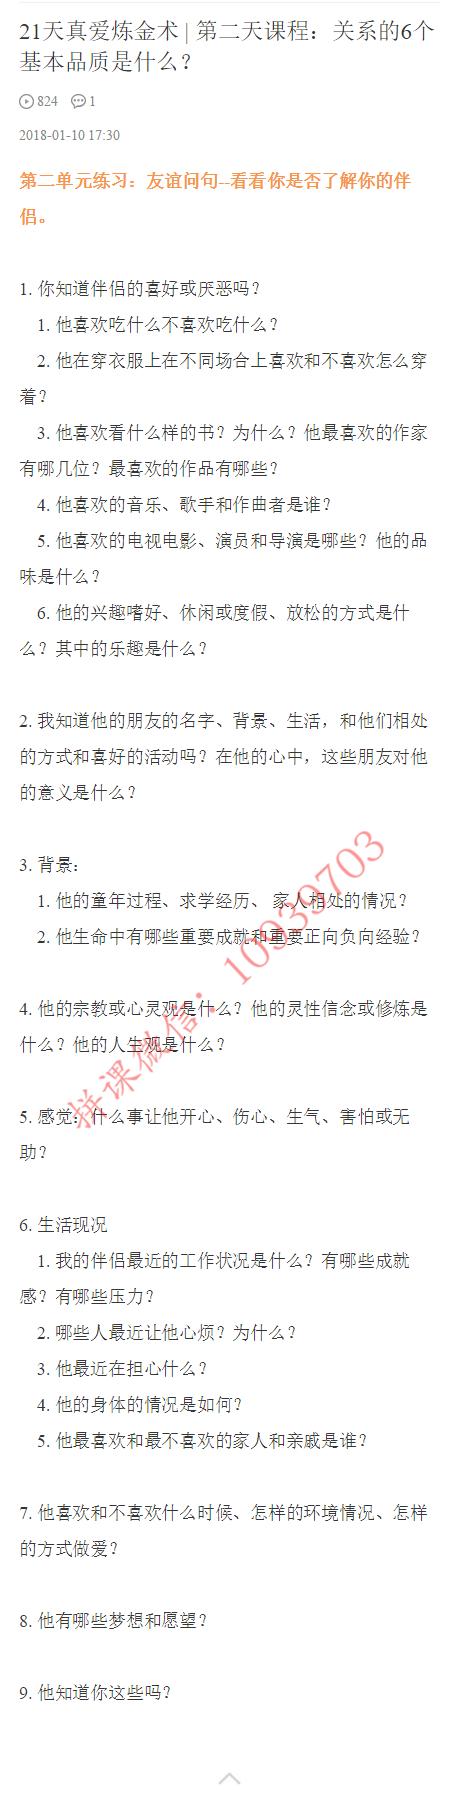 21天真爱炼金术 | 第二天课程：关系的6个
基本品质是什么？
824 1
2018-01-10 17:30
第二单元练习：友谊问句--看看你是否了解你的伴
侣。
1. 你知道伴侣的喜好或厌恶吗？
1. 他喜欢吃什么不喜欢吃什么？
2. 他在穿衣服上在不同场合上喜欢和不喜欢怎么穿
着？
3. 他喜欢看什么样的书？为什么？他最喜欢的作家
有哪几位？最喜欢的作品有哪些？
4. 他喜欢的音乐、歌手和作曲者是谁？
5. 他喜欢的电视电影、演员和导演是哪些？他的品
味是什么？
6. 他的兴趣嗜好、休闲或度假、放松的方式是什
么？其中的乐趣是什么？
2. 我知道他的朋友的名字、背景、生活，和他们相处
的方式和喜好的活动吗？在他的心中，这些朋友对他
的意义是什么？
3. 背景：
1. 他的童年过程、求学经历、 家人相处的情况？
2. 他生命中有哪些重要成就和重要正向负向经验？
4. 他的宗教或心灵观是什么？他的灵性信念或修炼是
什么？他的人生观是什么？
5. 感觉：什么事让他开心、伤心、生气、害怕或无
助？
6. 生活现况
1. 我的伴侣最近的工作状况是什么？有哪些成就
感？有哪些压力？
2. 哪些人最近让他心烦？为什么？
3. 他最近在担心什么？
4. 他的身体的情况是如何？
5. 他最喜欢和最不喜欢的家人和亲戚是谁？
7. 他喜欢和不喜欢什么时候、怎样的环境情况、怎样
的方式做爱？
8. 他有哪些梦想和愿望？
9. 他知道你这些吗？
拼课微信：10939703